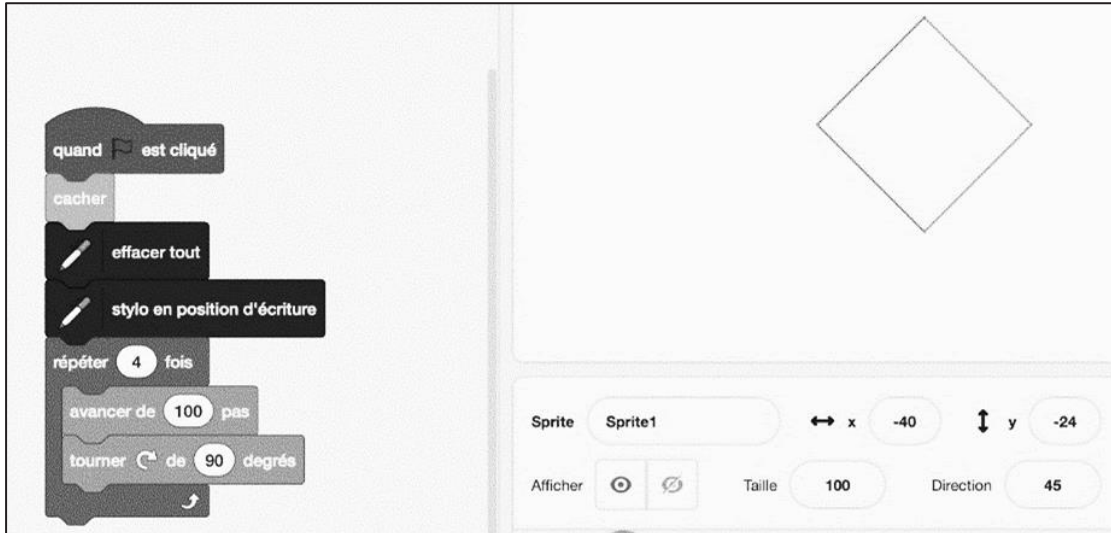 quand est cliqué
cacher
effacer tout
stylo en position d'écriture
répéter 4 fois
avancer de 100 pas
tourner de 90 degrés
Sprite Sprite1 x -40 y -24
Afficher Taille 100 Direction 45